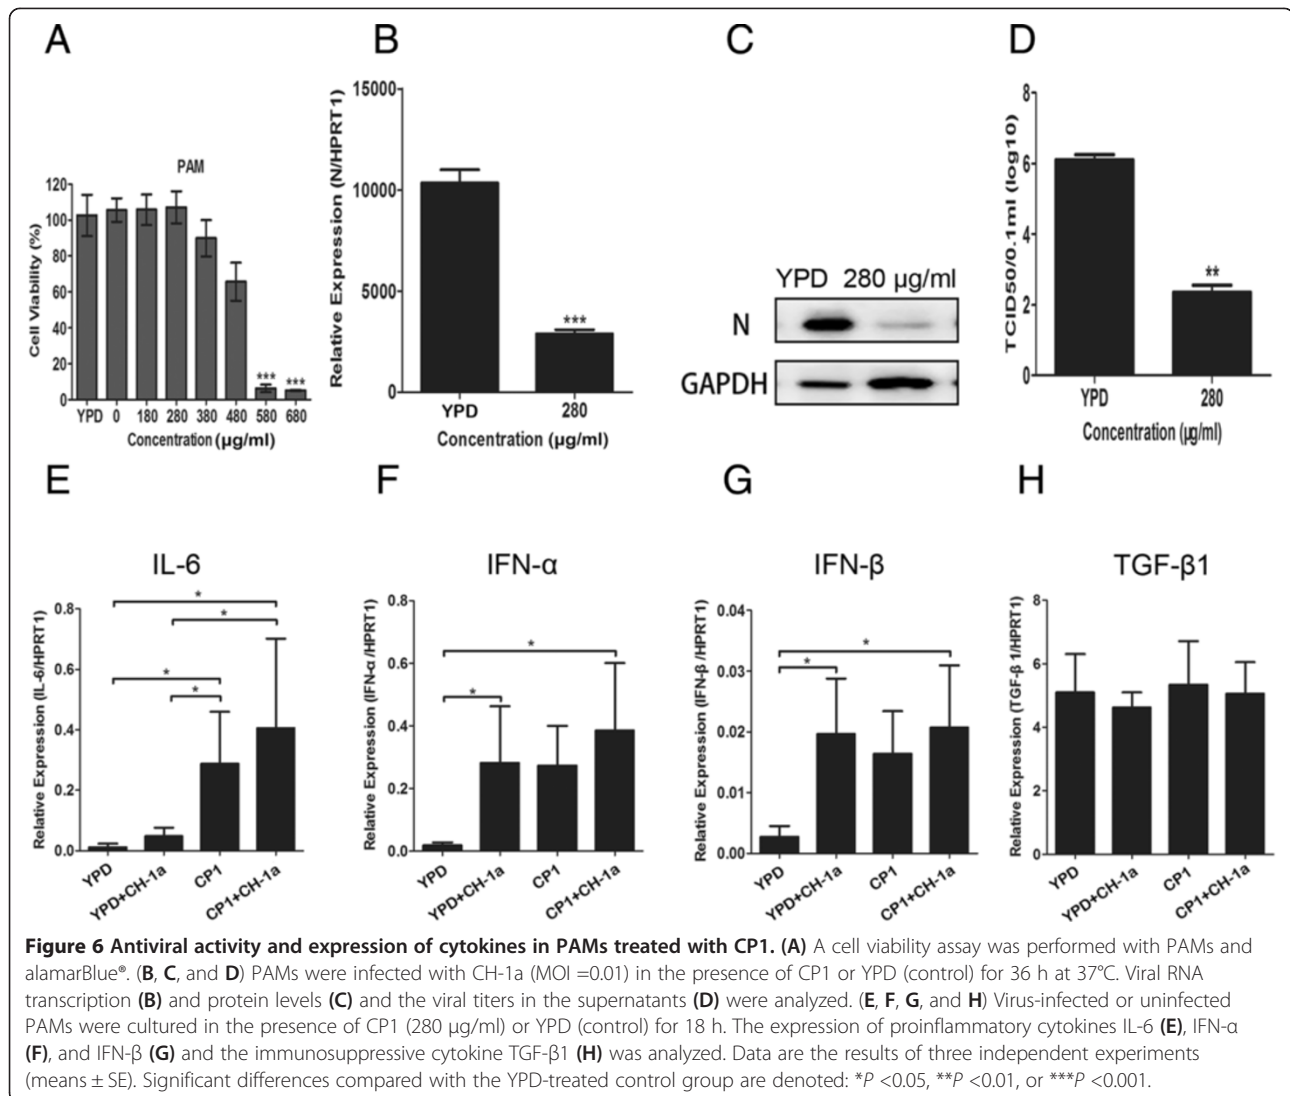 A
B
C
D
PAM
Cell Viability (%)
120
100
80
60
40
20
0
***
***
YPD 0 180 280 380 480 580 680
Concentration (µg/ml)
Relative Expression (N/HPRT1)
15000
10000
5000
0
***
YPD 280
Concentration (µg/ml)
YPD 280 µg/ml
N
GAPDH
TCID50/0.1ml (log10)
8
6
4
2
0
**
YPD 280
Concentration (µg/ml)
E
F
G
H
IL-6
Relative Expression (IL-6/HPRT1)
0.8
0.6
0.4
0.2
0.0
*
*
*
*
YPD
YPD+CH-1a
CP1
CP1+CH-1a
IFN-α
Relative Expression (IFN-α /HPRT1)
0.8
0.6
0.4
0.2
0.0
*
*
YPD
YPD+CH-1a
CP1
CP1+CH-1a
IFN-β
Relative Expression (IFN-β /HPRT1)
0.04
0.03
0.02
0.01
0.00
*
*
YPD
YPD+CH-1a
CP1
CP1+CH-1a
TGF-β1
Relative Expression (TGF-β 1/HPRT1)
8
6
4
2
0
YPD
YPD+CH-1a
CP1
CP1+CH-1a
Figure 6 Antiviral activity and expression of cytokines in PAMs treated with CP1. (A) A cell viability assay was performed with PAMs and
alamarBlue®. (B, C, and D) PAMs were infected with CH-1a (MOI =0.01) in the presence of CP1 or YPD (control) for 36 h at 37°C. Viral RNA
transcription (B) and protein levels (C) and the viral titers in the supernatants (D) were analyzed. (E, F, G, and H) Virus-infected or uninfected
PAMs were cultured in the presence of CP1 (280 µg/ml) or YPD (control) for 18 h. The expression of proinflammatory cytokines IL-6 (E), IFN-α
(F), and IFN-β (G) and the immunosuppressive cytokine TGF-β1 (H) was analyzed. Data are the results of three independent experiments
(means ± SE). Significant differences compared with the YPD-treated control group are denoted: *P <0.05, **P <0.01, or ***P <0.001.